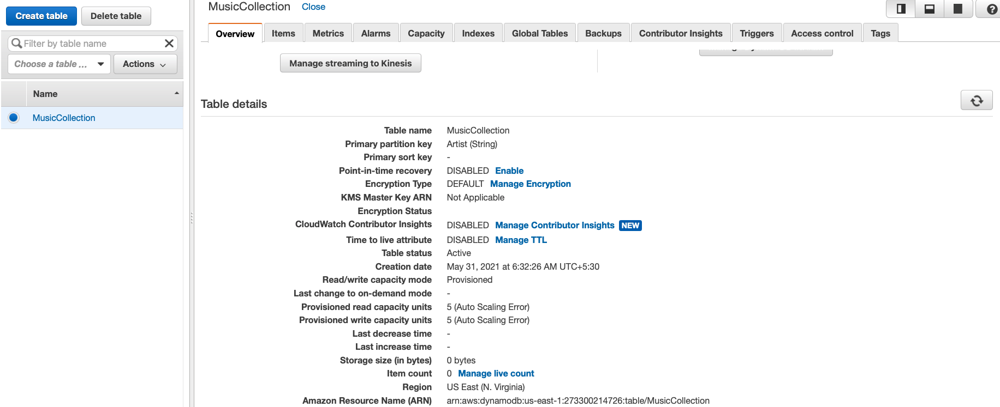 Create table
Delete table
Filter by table name
Choose a table ...
Actions
Name
MusicCollection
MusicCollection Close
Overview Items Metrics Alarms Capacity Indexes Global Tables Backups Contributor Insights Triggers Access control Tags
Manage streaming to Kinesis
Table details
Table name MusicCollection
Primary partition key Artist (String)
Primary sort key -
Point-in-time recovery DISABLED Enable
Encryption Type DEFAULT Manage Encryption
KMS Master Key ARN Not Applicable
Encryption Status
CloudWatch Contributor Insights DISABLED Manage Contributor Insights NEW
Time to live attribute DISABLED Manage TTL
Table status Active
Creation date May 31, 2021 at 6:32:26 AM UTC+5:30
Read/write capacity mode Provisioned
Last change to on-demand mode -
Provisioned read capacity units 5 (Auto Scaling Error)
Provisioned write capacity units 5 (Auto Scaling Error)
Last decrease time -
Last increase time -
Storage size (in bytes) 0 bytes
Item count 0 Manage live count
Region US East (N. Virginia)
Amazon Resource Name (ARN) arn:aws:dynamodb:us-east-1:273300214726:table/MusicCollection